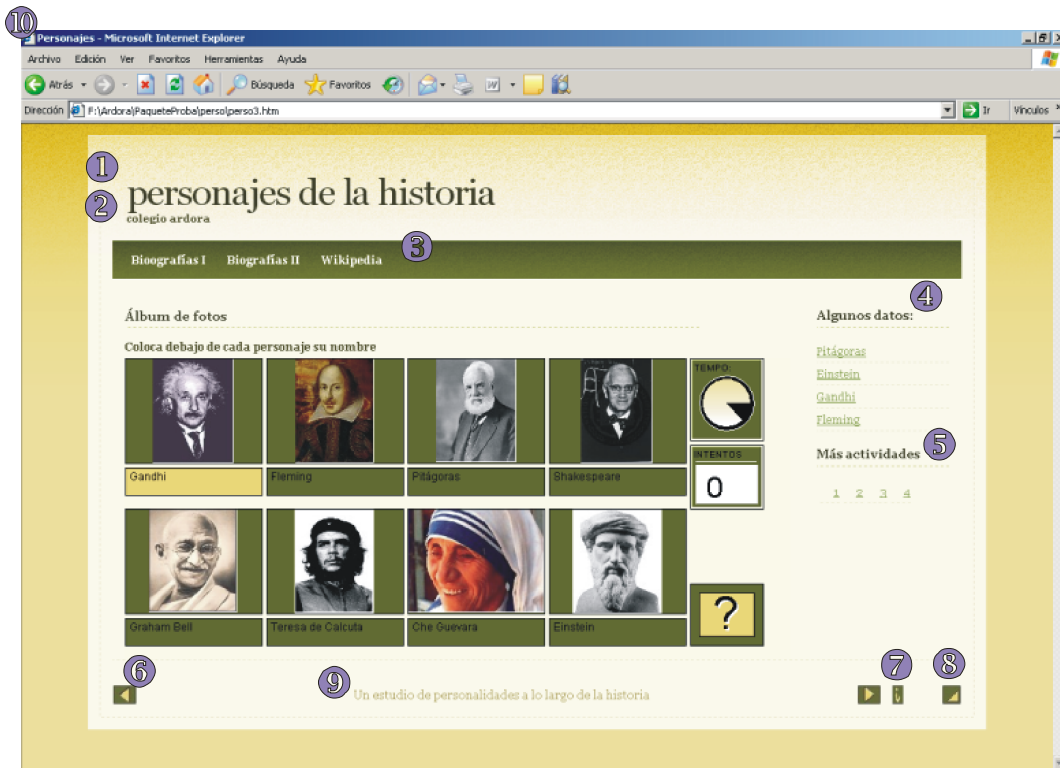 10
Personajes - Microsoft Internet Explorer
Archivo Edición Ver Favoritos Herramientas Ayuda
Atrás Búsqueda Favoritos
Dirección F:\Ardora\PaqueteProba\perso\perso3.htm Ir Vínculos
1
personajes de la historia
2
colegio ardora
3
Bioografías I Biografías II Wikipedia
4
Álbum de fotos
Algunos datos:
Coloca debajo de cada personaje su nombre
Pitágoras
Einstein
Gandhi
Fleming
TEMPO:
5
Más actividades
INTENTOS
0
Gandhi Fleming Pitágoras Shakespeare
1 2 3 4
?
Graham Bell Teresa de Calcuta Che Guevara Einstein
6
9
7
8
Un estudio de personalidades a lo largo de la historia
i